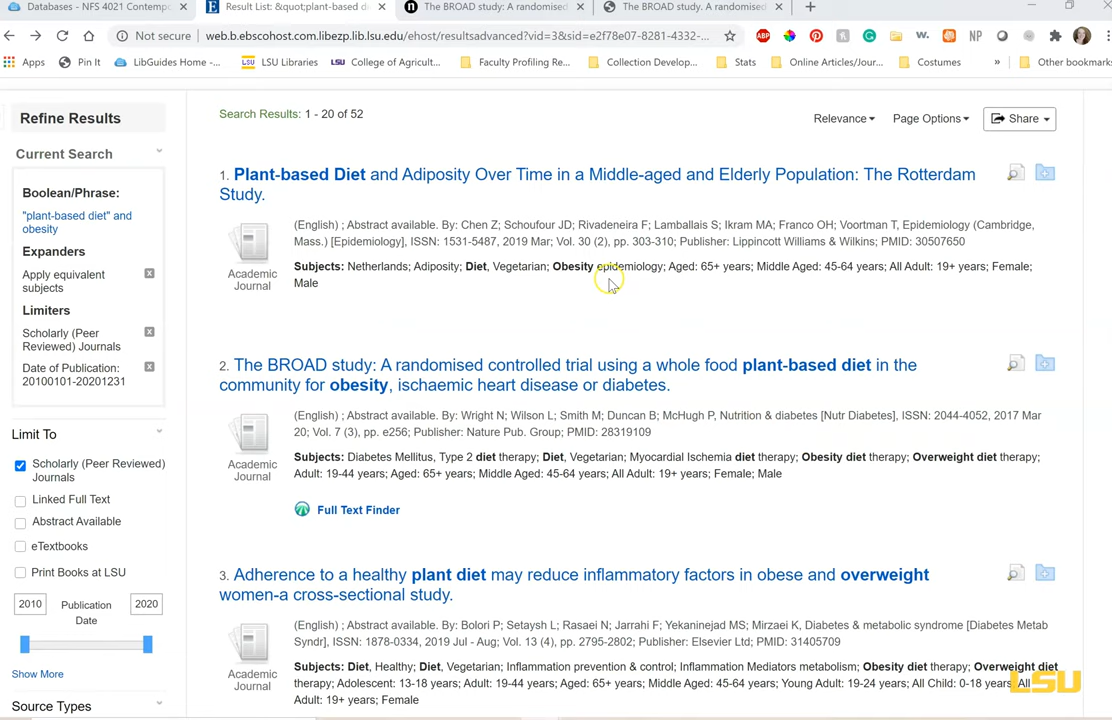 Databases - NFS 4021 Contempo
Result List: &quot;plant-based d
The BROAD study: A randomised
The BROAD study. A randomised
Not secure
web.b.ebscohost.com.libezp.lib.lsu.edu/ehost/resultsadvanced?vid=3&sid=e2f78e07-8281-4332-...
ABP
W.
NP
Apps
Pin It
LibGuides Home -...
LSU LSU Libraries
LSU College of Agricult...
Faculty Profiling Re...
Collection Develop...
Stats
Online Articles/Jour...
Costumes
»
Other bookmarks
Refine Results
Current Search
Boolean/Phrase:
"plant-based diet" and
obesity
Expanders
Apply equivalent
subjects
Limiters
Scholarly (Peer
Reviewed) Journals
Date of Publication:
20100101-20201231
Limit To
Scholarly (Peer Reviewed)
Journals
Linked Full Text
Abstract Available
eTextbooks
Print Books at LSU
2010 Publication Date 2020
Show More
Source Types
Search Results: 1 - 20 of 52
Relevance
Page Options
Share
1. Plant-based Diet and Adiposity Over Time in a Middle-aged and Elderly Population: The Rotterdam
Study.
Academic
Journal
(English) ; Abstract available. By: Chen Z; Schoufour JD; Rivadeneira F; Lamballais S; Ikram MA; Franco OH; Voortman T, Epidemiology (Cambridge,
Mass.) [Epidemiology], ISSN: 1531-5487, 2019 Mar; Vol. 30 (2), pp. 303-310; Publisher: Lippincott Williams & Wilkins; PMID: 30507650
Subjects: Netherlands; Adiposity; Diet, Vegetarian; Obesity epidemiology; Aged: 65+ years; Middle Aged: 45-64 years; All Adult: 19+ years; Female;
Male
2. The BROAD study: A randomised controlled trial using a whole food plant-based diet in the
community for obesity, ischaemic heart disease or diabetes.
Academic
Journal
(English) ; Abstract available. By: Wright N; Wilson L; Smith M; Duncan B; McHugh P, Nutrition & diabetes [Nutr Diabetes], ISSN: 2044-4052, 2017 Mar
20; Vol. 7 (3), pp. e256; Publisher: Nature Pub. Group; PMID: 28319109
Subjects: Diabetes Mellitus, Type 2 diet therapy; Diet, Vegetarian; Myocardial Ischemia diet therapy; Obesity diet therapy; Overweight diet therapy;
Adult: 19-44 years; Aged: 65+ years; Middle Aged: 45-64 years; All Adult: 19+ years; Female; Male
Full Text Finder
3. Adherence to a healthy plant diet may reduce inflammatory factors in obese and overweight
women-a cross-sectional study.
Academic
Journal
(English) ; Abstract available. By: Bolori P; Setaysh L; Rasaei N; Jarrahi F; Yekaninejad MS; Mirzaei K, Diabetes & metabolic syndrome [Diabetes Metab
Syndr], ISSN: 1878-0334, 2019 Jul - Aug; Vol. 13 (4), pp. 2795-2802; Publisher: Elsevier Ltd; PMID: 31405709
Subjects: Diet, Healthy; Diet, Vegetarian; Inflammation prevention & control; Inflammation Mediators metabolism; Obesity diet therapy; Overweight diet
therapy; Adolescent: 13-18 years; Adult: 19-44 years; Aged: 65+ years; Middle Aged: 45-64 years; Young Adult: 19-24 years; All Child: 0-18 years; All
Adult: 19+ years; Female
LSU